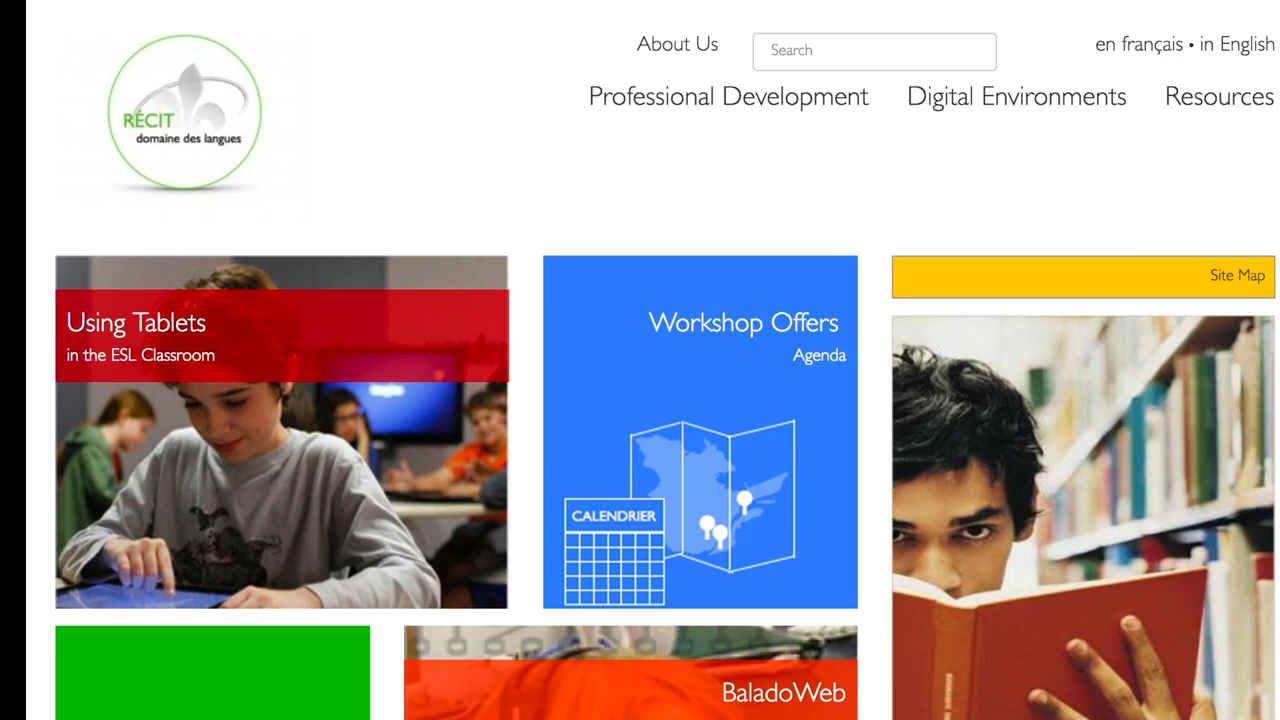 About Us
Search
en français • in English
Professional Development
Digital Environments
Resources
RÉCIT
domaine des langues
Using Tablets
in the ESL Classroom
Workshop Offers
Agenda
CALENDRIER
Site Map
BaladoWeb